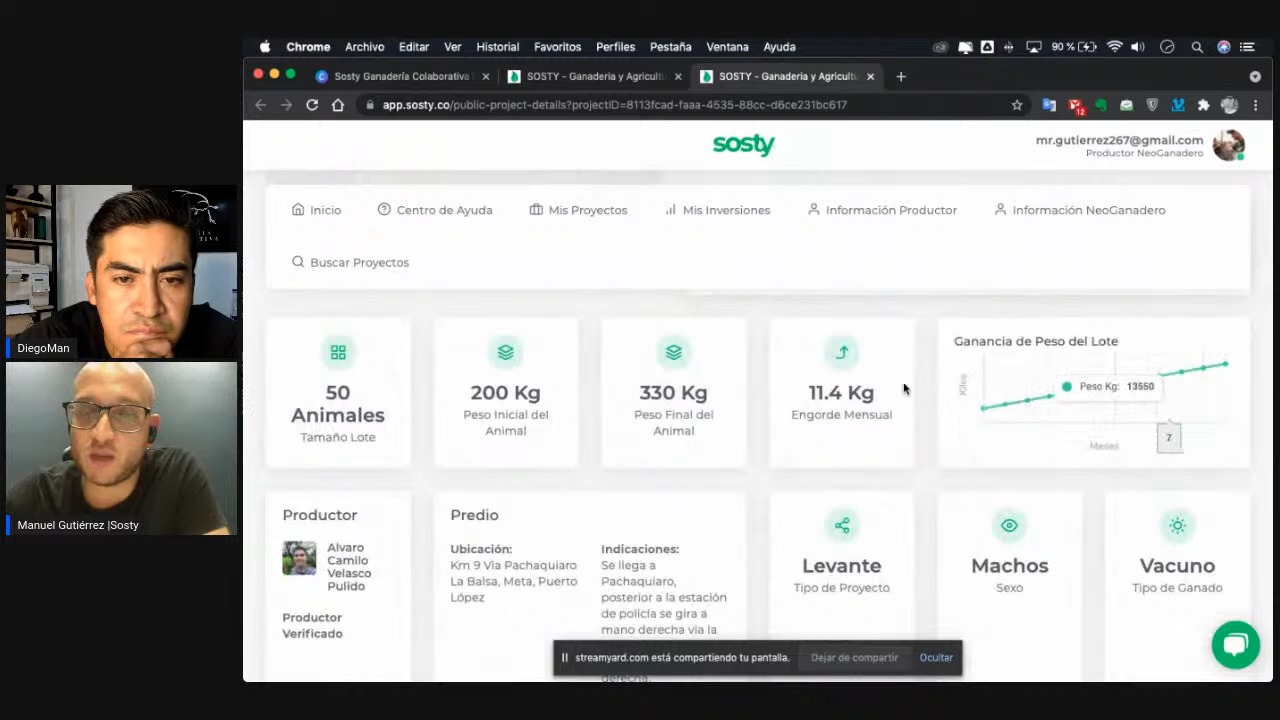 Chrome Archivo Editar Ver Historial Favoritos Perfiles Pestaña Ventana Ayuda
90 %
Sosty Ganadería Colaborativa
SOSTY - Ganaderia y Agricultu
SOSTY - Ganaderia y Agricultu
app.sosty.co/public-project-details?projectID=8113fcad-faaa-4535-88cc-d6ce231bc617
12
sosty
mr.gutierrez267@gmail.com
Productor NeoGanadero
Inicio
Centro de Ayuda
Mis Proyectos
Mis Inversiones
Información Productor
Información NeoGanadero
Buscar Proyectos
50
Animales
Tamaño Lote
200 Kg
Peso Inicial del
Animal
330 Kg
Peso Final del
Animal
11.4 Kg
Engorde Mensual
Ganancia de Peso del Lote
Kilos
Peso Kg: 13550
7
Meses
Productor
Alvaro
Camilo
Velasco
Pulido
Productor
Verificado
Predio
Ubicación:
Km 9 Via Pachaquiaro
La Balsa, Meta, Puerto
López
Indicaciones:
Se llega a
Pachaquiaro,
posterior a la estación
de policía se gira a
mano derecha via la
derecha.
Levante
Tipo de Proyecto
Machos
Sexo
Vacuno
Tipo de Ganado
streamyard.com está compartiendo tu pantalla.
Dejar de compartir
Ocultar
DiegoMan
Manuel Gutiérrez |Sosty